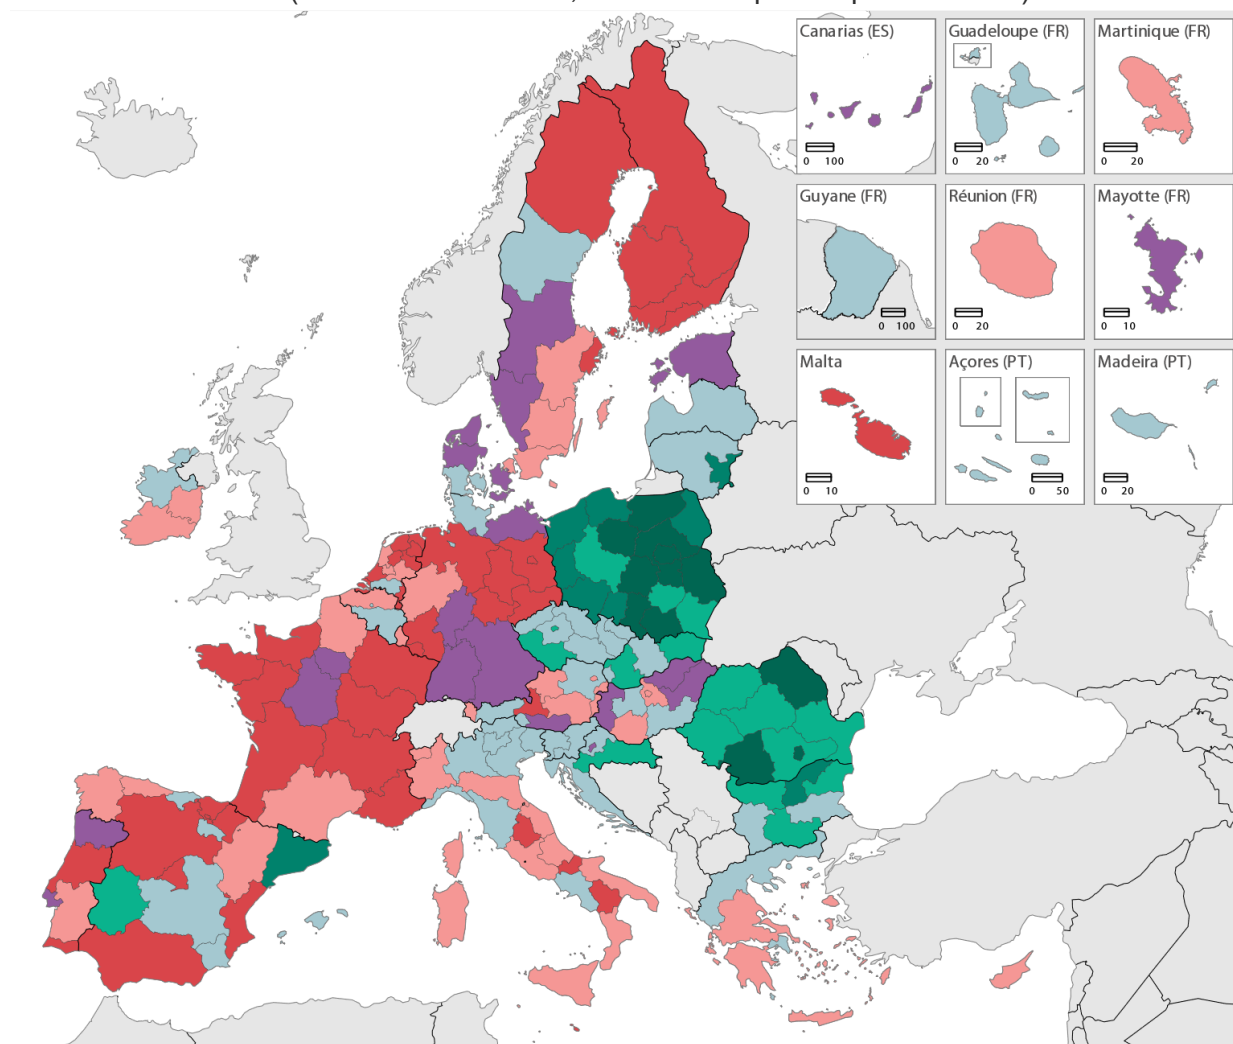 Canarias (ES)
0 100
Guadeloupe (FR)
0 20
Martinique (FR)
0 20
Guyane (FR)
0 100
Réunion (FR)
0 20
Mayotte (FR)
0 10
Malta
0 10
Açores (PT)
0 50
Madeira (PT)
0 20